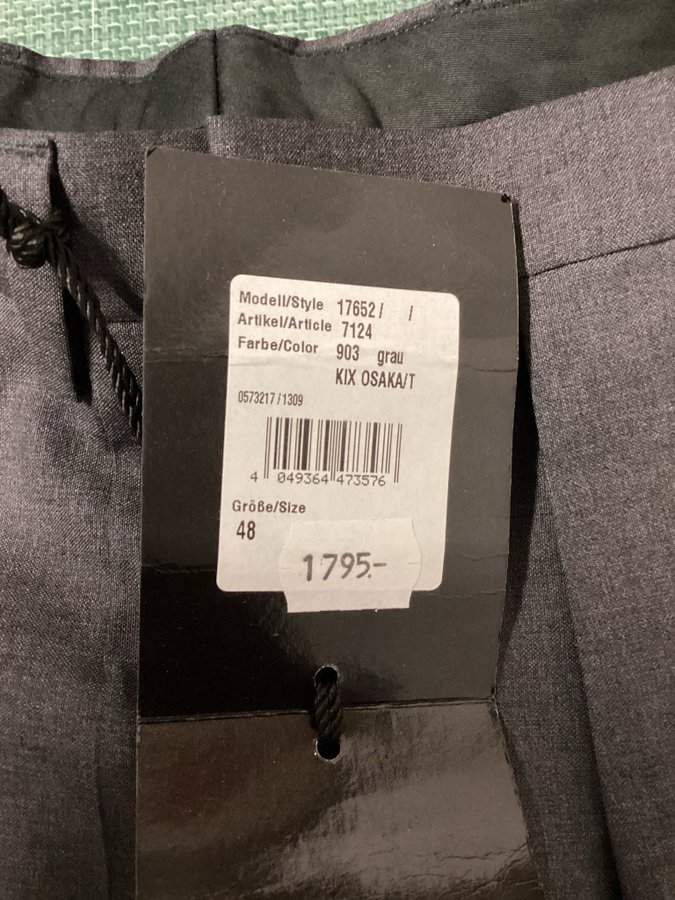 Modell/Style 17652 / /
Artikel/Article 7124
Farbe/Color 903 grau
KIX OSAKA/T
0573217 / 1309
4 049364 473576
Größe/Size
48
1795.-